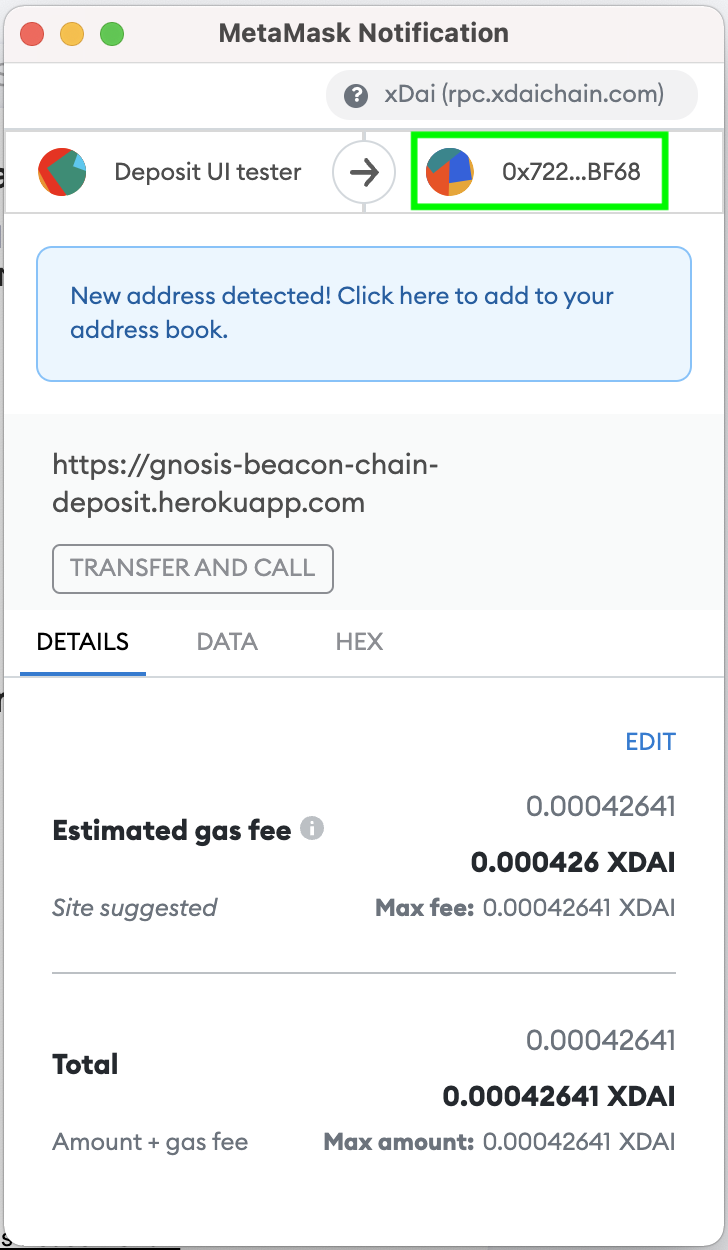 MetaMask Notification
xDai (rpc.xdaichain.com)
Deposit UI tester
0x722...BF68
New address detected! Click here to add to your
address book.
https://gnosis-beacon-chain-
deposit.herokuapp.com
TRANSFER AND CALL
DETAILS DATA HEX
EDIT
0.00042641
Estimated gas fee
0.000426 XDAI
Site suggested Max fee: 0.00042641 XDAI
0.00042641
Total
0.00042641 XDAI
Amount + gas fee Max amount: 0.00042641 XDAI